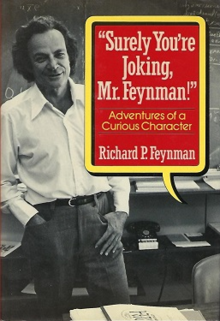 “Surely You’re
Joking,
Mr. Feynman!”
Adventures of a
Curious Character
Richard P. Feynman